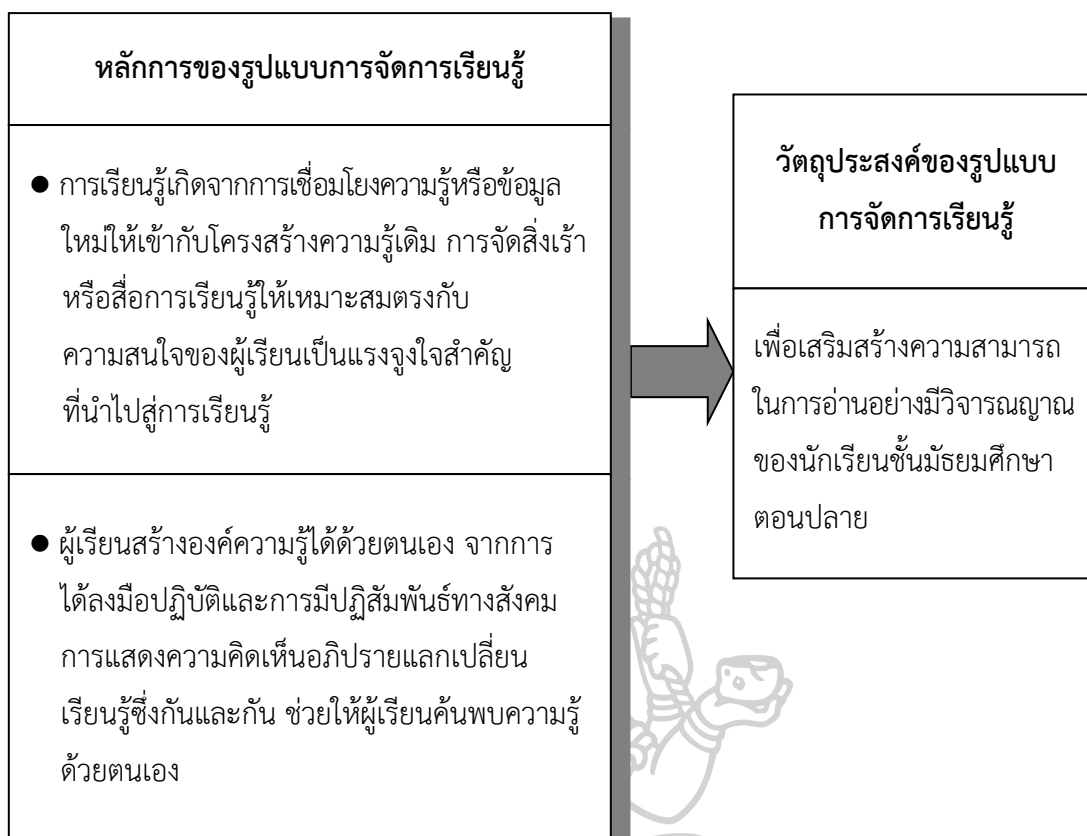 หลักการของรูปแบบการจัดการเรียนรู้
● การเรียนรู้เกิดจากการเชื่อมโยงความรู้หรือข้อมูล
ใหม่ให้เข้ากับโครงสร้างความรู้เดิม การจัดสิ่งเร้า
หรือสื่อการเรียนรู้ให้เหมาะสมตรงกับ
ความสนใจของผู้เรียนเป็นแรงจูงใจสำคัญ
ที่นำไปสู่การเรียนรู้
● ผู้เรียนสร้างองค์ความรู้ได้ด้วยตนเอง จากการ
ได้ลงมือปฏิบัติและการมีปฏิสัมพันธ์ทางสังคม
การแสดงความคิดเห็นอภิปรายแลกเปลี่ยน
เรียนรู้ซึ่งกันและกัน ช่วยให้ผู้เรียนค้นพบความรู้
ด้วยตนเอง
วัตถุประสงค์ของรูปแบบ
การจัดการเรียนรู้
เพื่อเสริมสร้างความสามารถ
ในการอ่านอย่างมีวิจารณญาณ
ของนักเรียนชั้นมัธยมศึกษา
ตอนปลาย